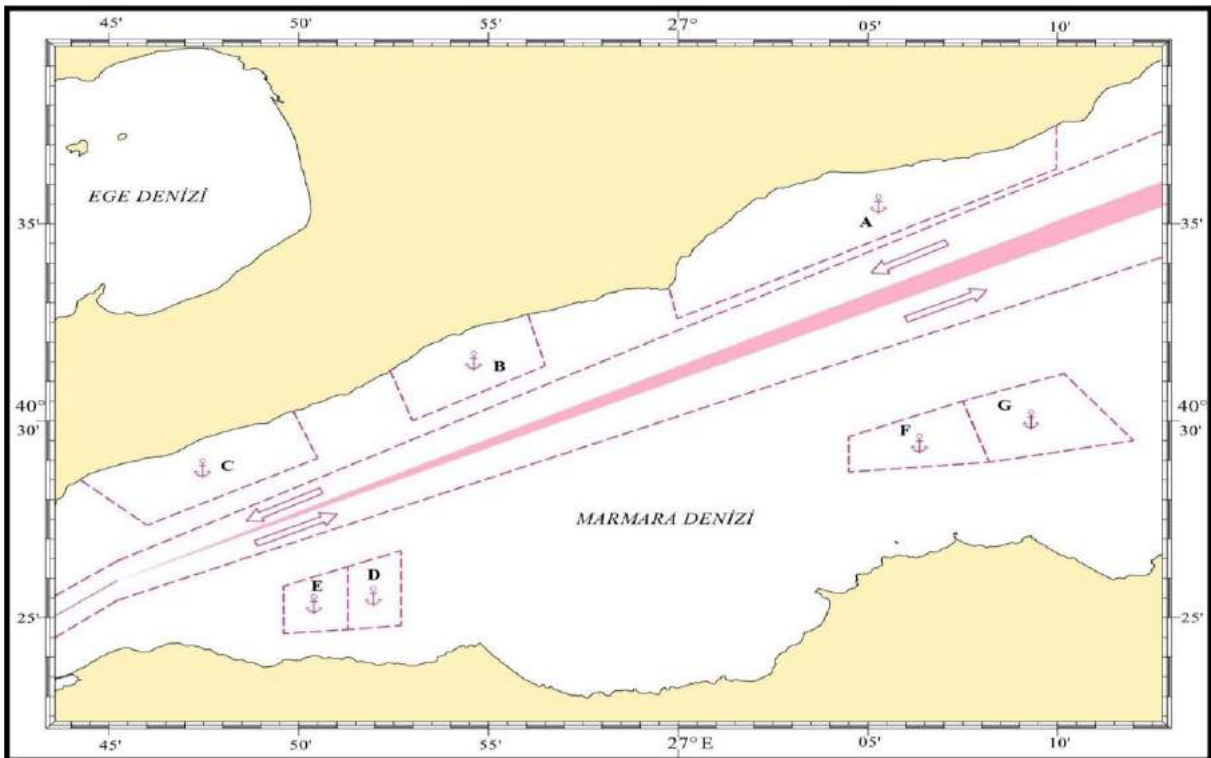 45' 50' 55' 27° 05' 10'
EGE DENİZİ
35' 35'
A
B
40° 40°
30' 30'
G
F
C
MARMARA DENİZİ
D
E
25' 25'
45' 50' 55' 27° E 05' 10'